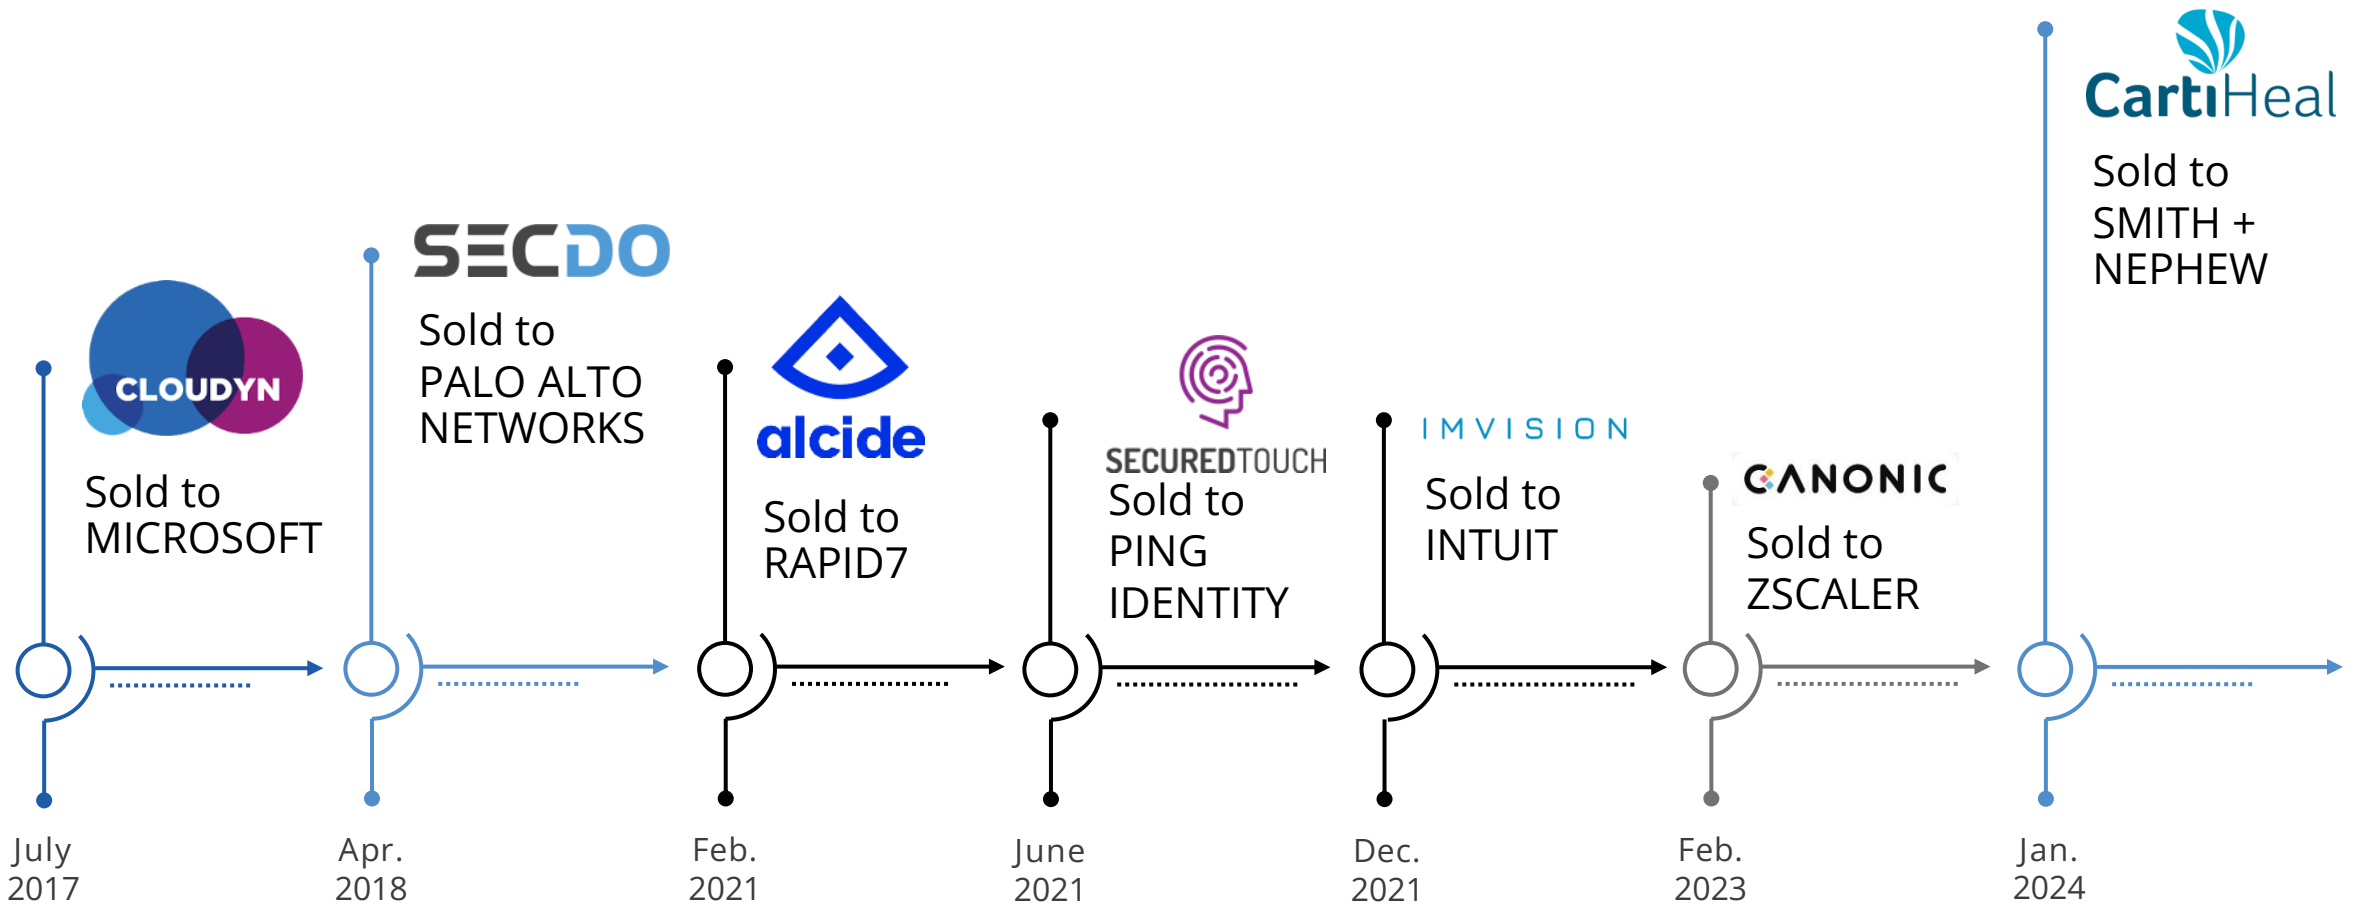 CLOUDYN
Sold to
MICROSOFT
July
2017
SECDO
Sold to
PALO ALTO
NETWORKS
Apr.
2018
alcide
Sold to
RAPID7
Feb.
2021
SECUREDTOUCH
Sold to
PING
IDENTITY
June
2021
IMVISION
Sold to
INTUIT
Dec.
2021
CANONIC
Sold to
ZSCALER
Feb.
2023
CartiHeal
Sold to
SMITH +
NEPHEW
Jan.
2024